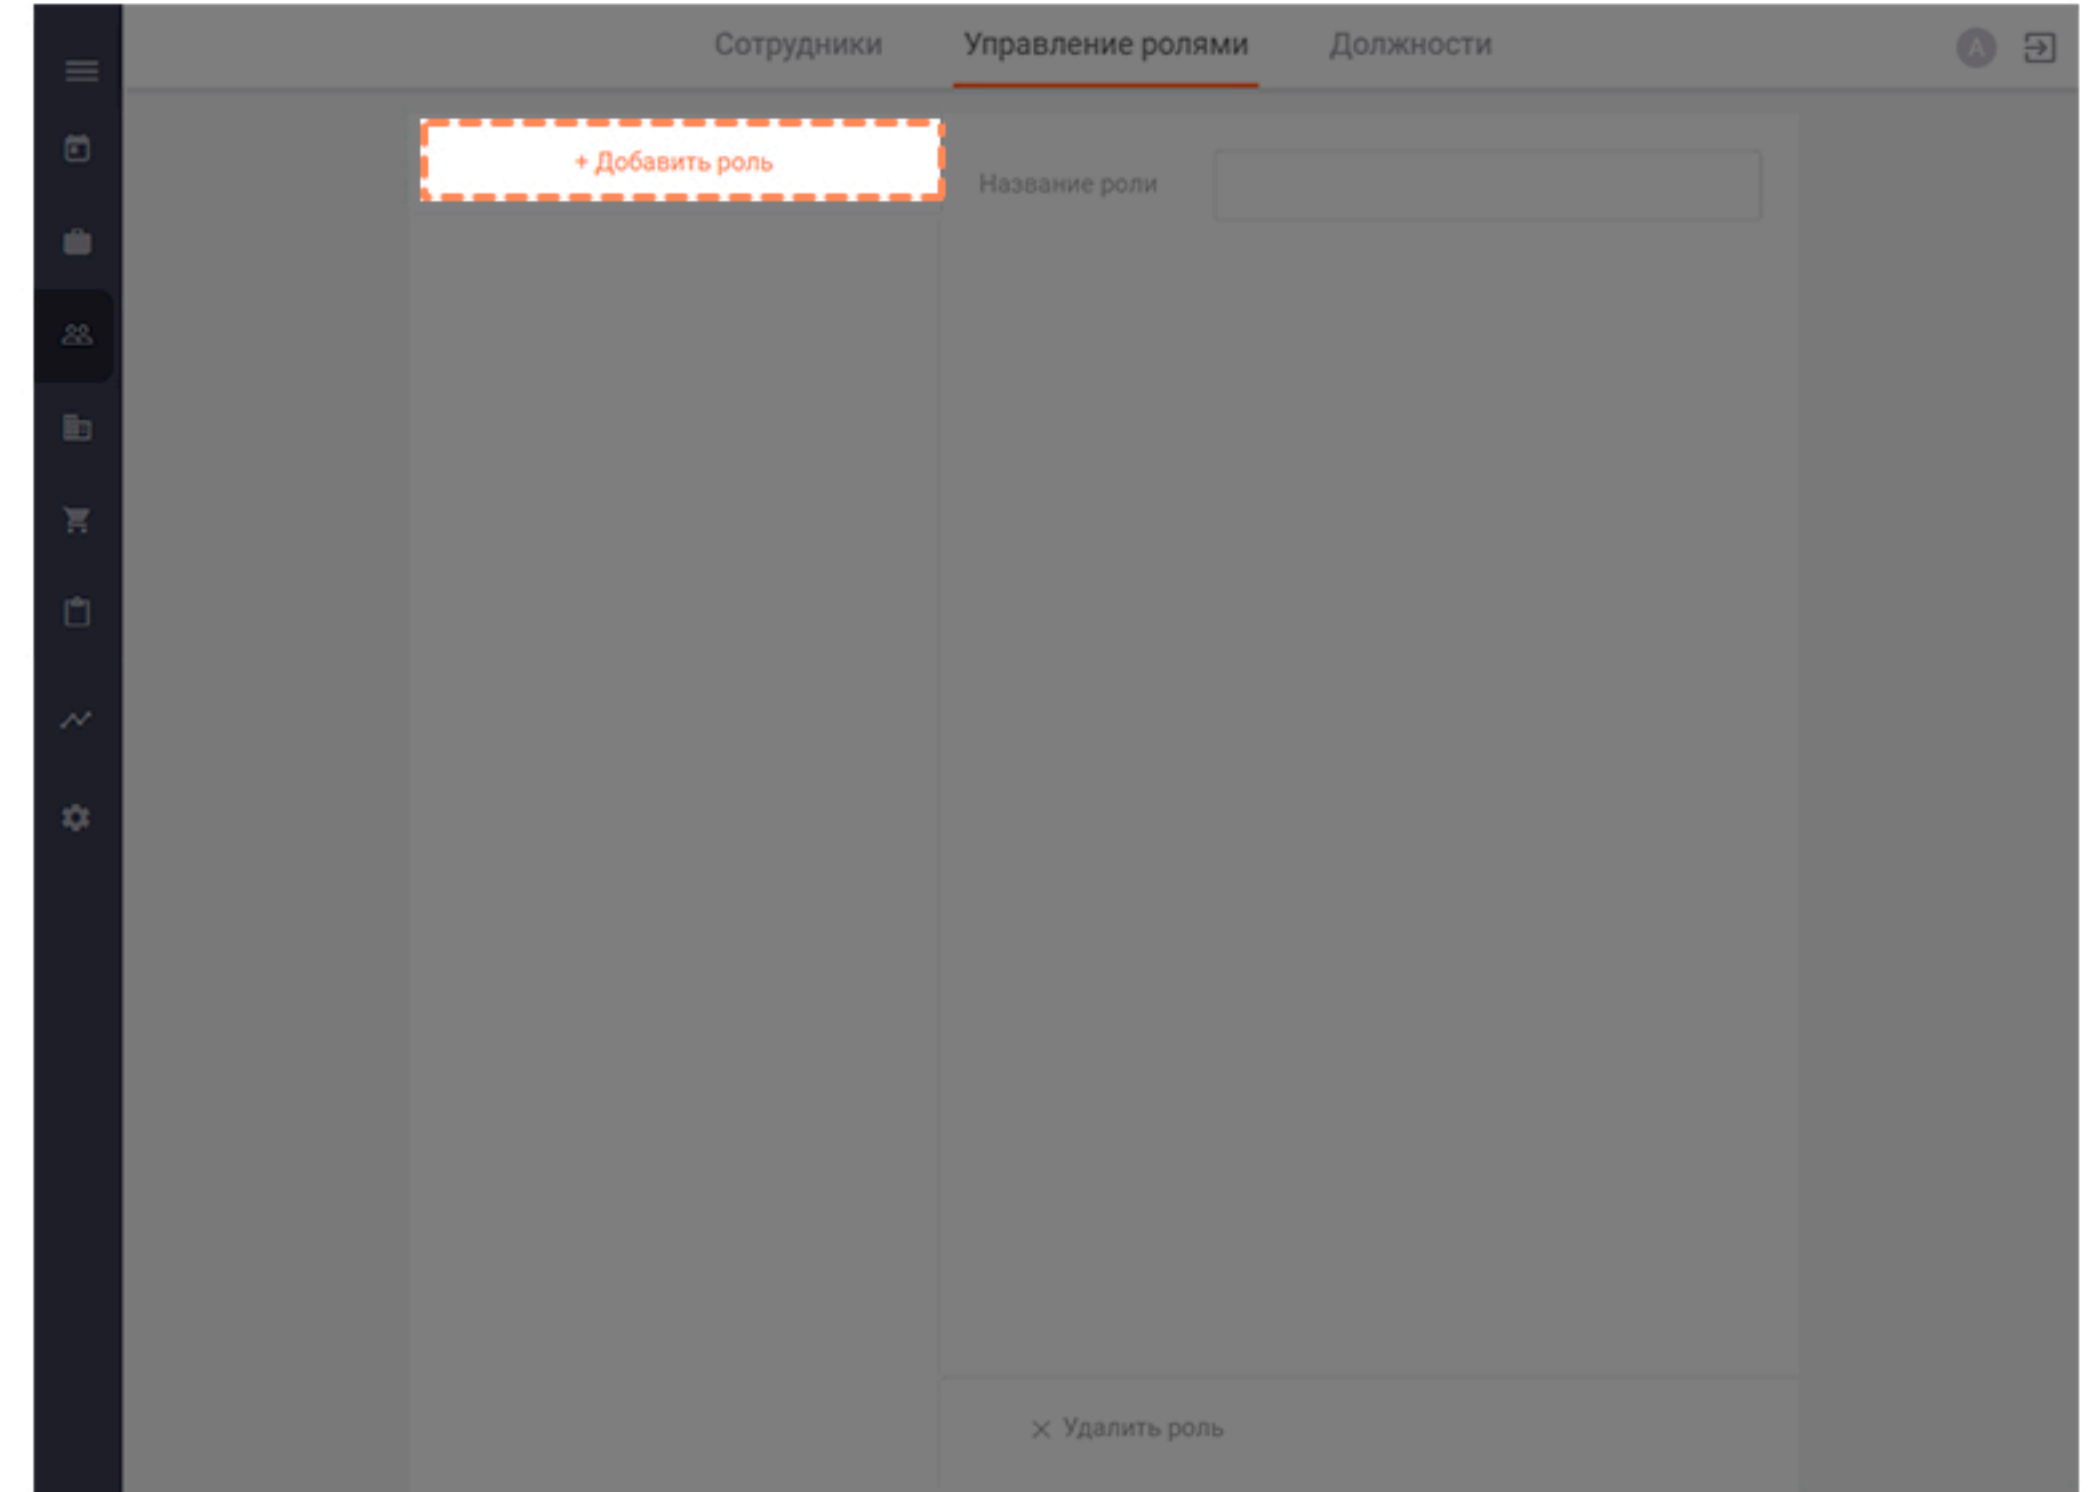 Сотрудники Управление ролями Должности A
+ Добавить роль
Название роли
× Удалить роль